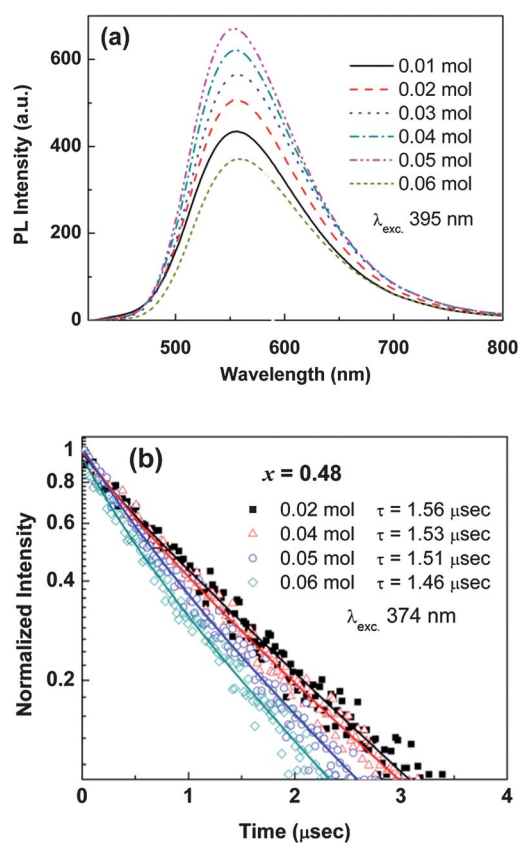 (a)
600
400
200
0
PL Intensity (a.u.)
0.01 mol
0.02 mol
0.03 mol
0.04 mol
0.05 mol
0.06 mol
λexc. 395 nm
500 600 700 800
Wavelength (nm)
(b)
1
0.8
0.6
0.4
0.2
Normalized Intensity
x = 0.48
0.02 mol τ = 1.56 μsec
0.04 mol τ = 1.53 μsec
0.05 mol τ = 1.51 μsec
0.06 mol τ = 1.46 μsec
λexc. 374 nm
0 1 2 3 4
Time (μsec)